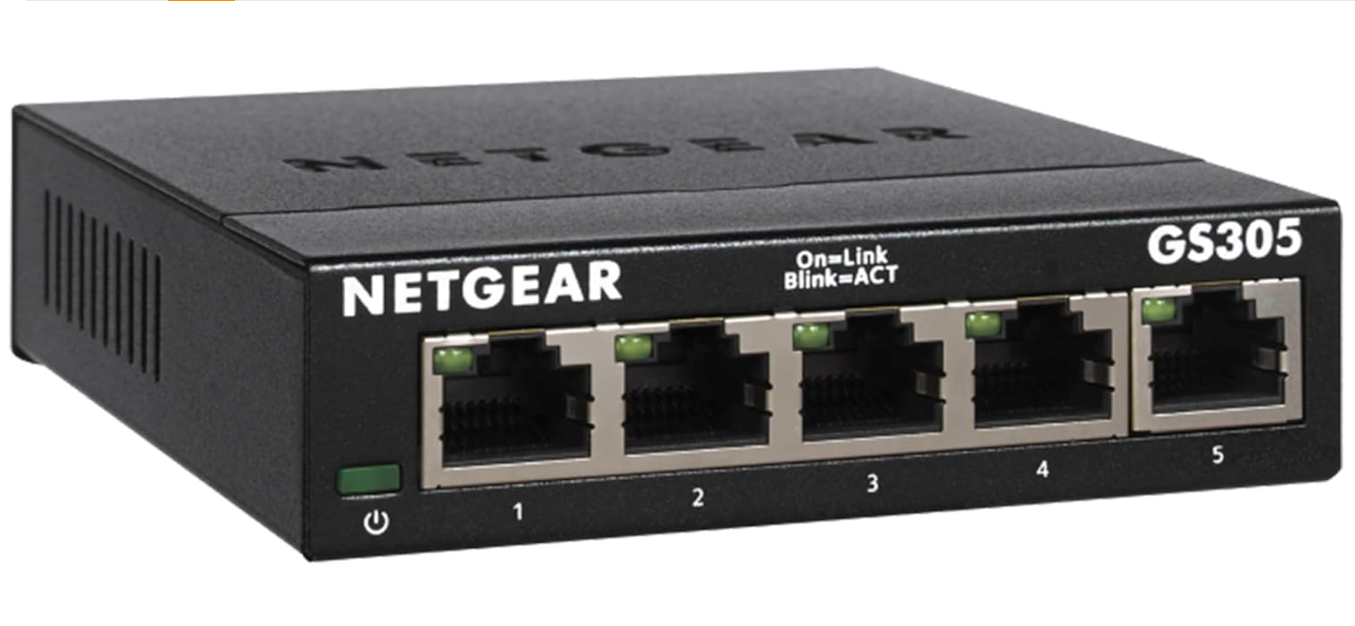 NETGEAR
NETGEAR
On=Link
Blink=ACT
GS305
1
2
3
4
5